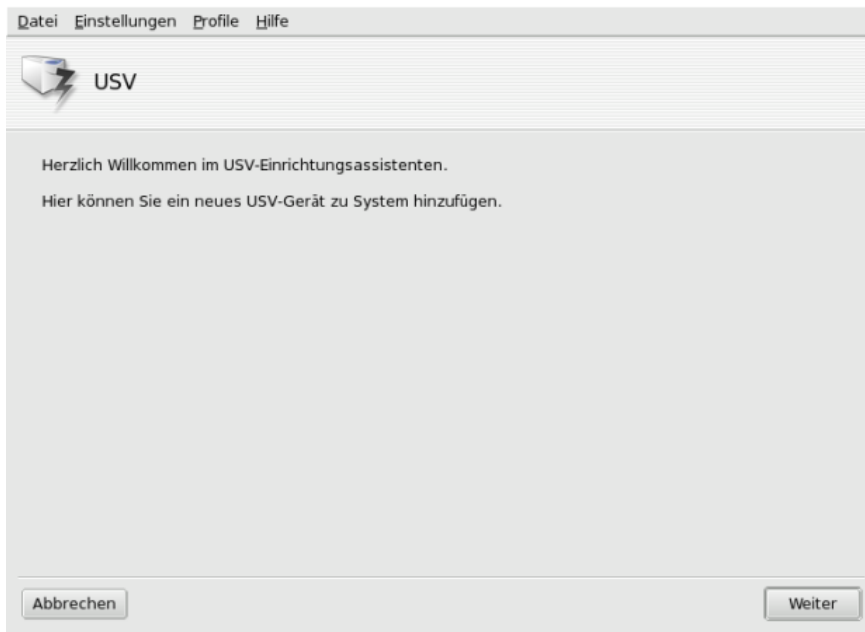 Datei Einstellungen Profile Hilfe
USV
Herzlich Willkommen im USV-Einrichtungsassistenten.
Hier können Sie ein neues USV-Gerät zu System hinzufügen.
Abbrechen Weiter